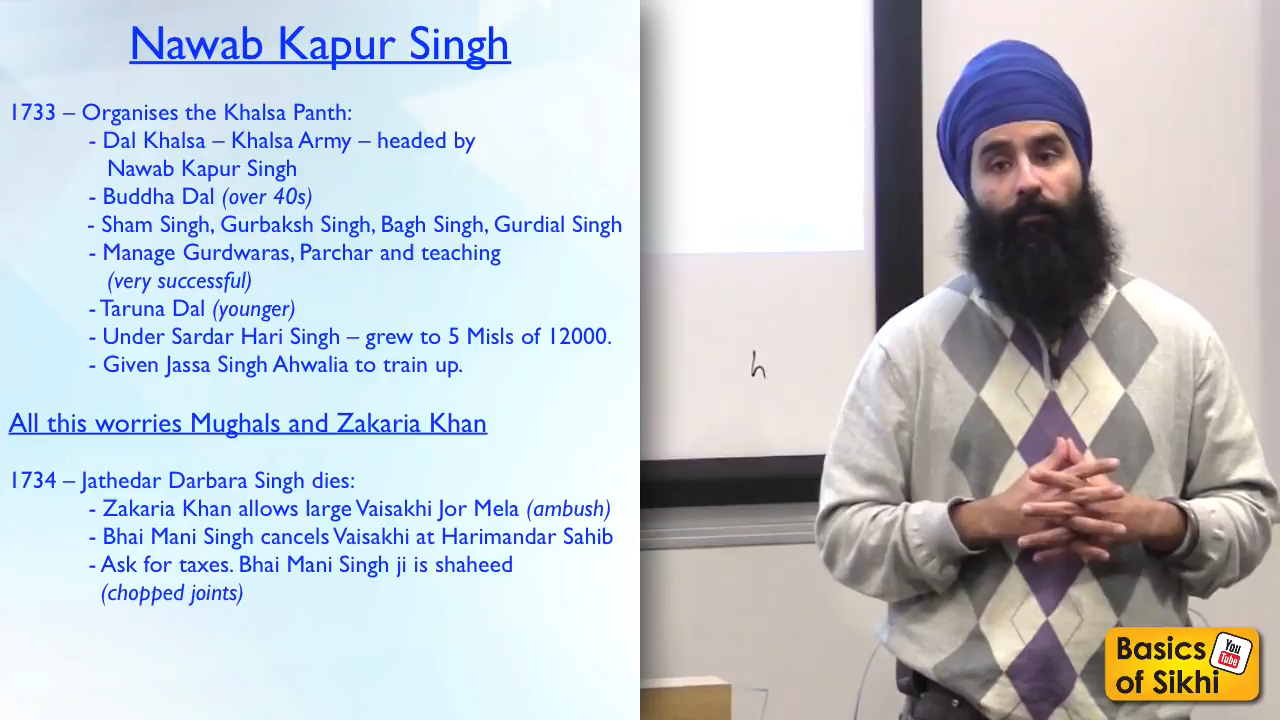 Nawab Kapur Singh
1733 – Organises the Khalsa Panth:
- Dal Khalsa – Khalsa Army – headed by
Nawab Kapur Singh
- Buddha Dal (over 40s)
- Sham Singh, Gurbaksh Singh, Bagh Singh, Gurdial Singh
- Manage Gurdwaras, Parchar and teaching
(very successful)
- Taruna Dal (younger)
- Under Sardar Hari Singh – grew to 5 Misls of 12000.
- Given Jassa Singh Ahwalia to train up.
All this worries Mughals and Zakaria Khan
1734 – Jathedar Darbara Singh dies:
- Zakaria Khan allows large Vaisakhi Jor Mela (ambush)
- Bhai Mani Singh cancels Vaisakhi at Harimandar Sahib
- Ask for taxes. Bhai Mani Singh ji is shaheed
(chopped joints)
h
Basics
of Sikhi
You
Tube